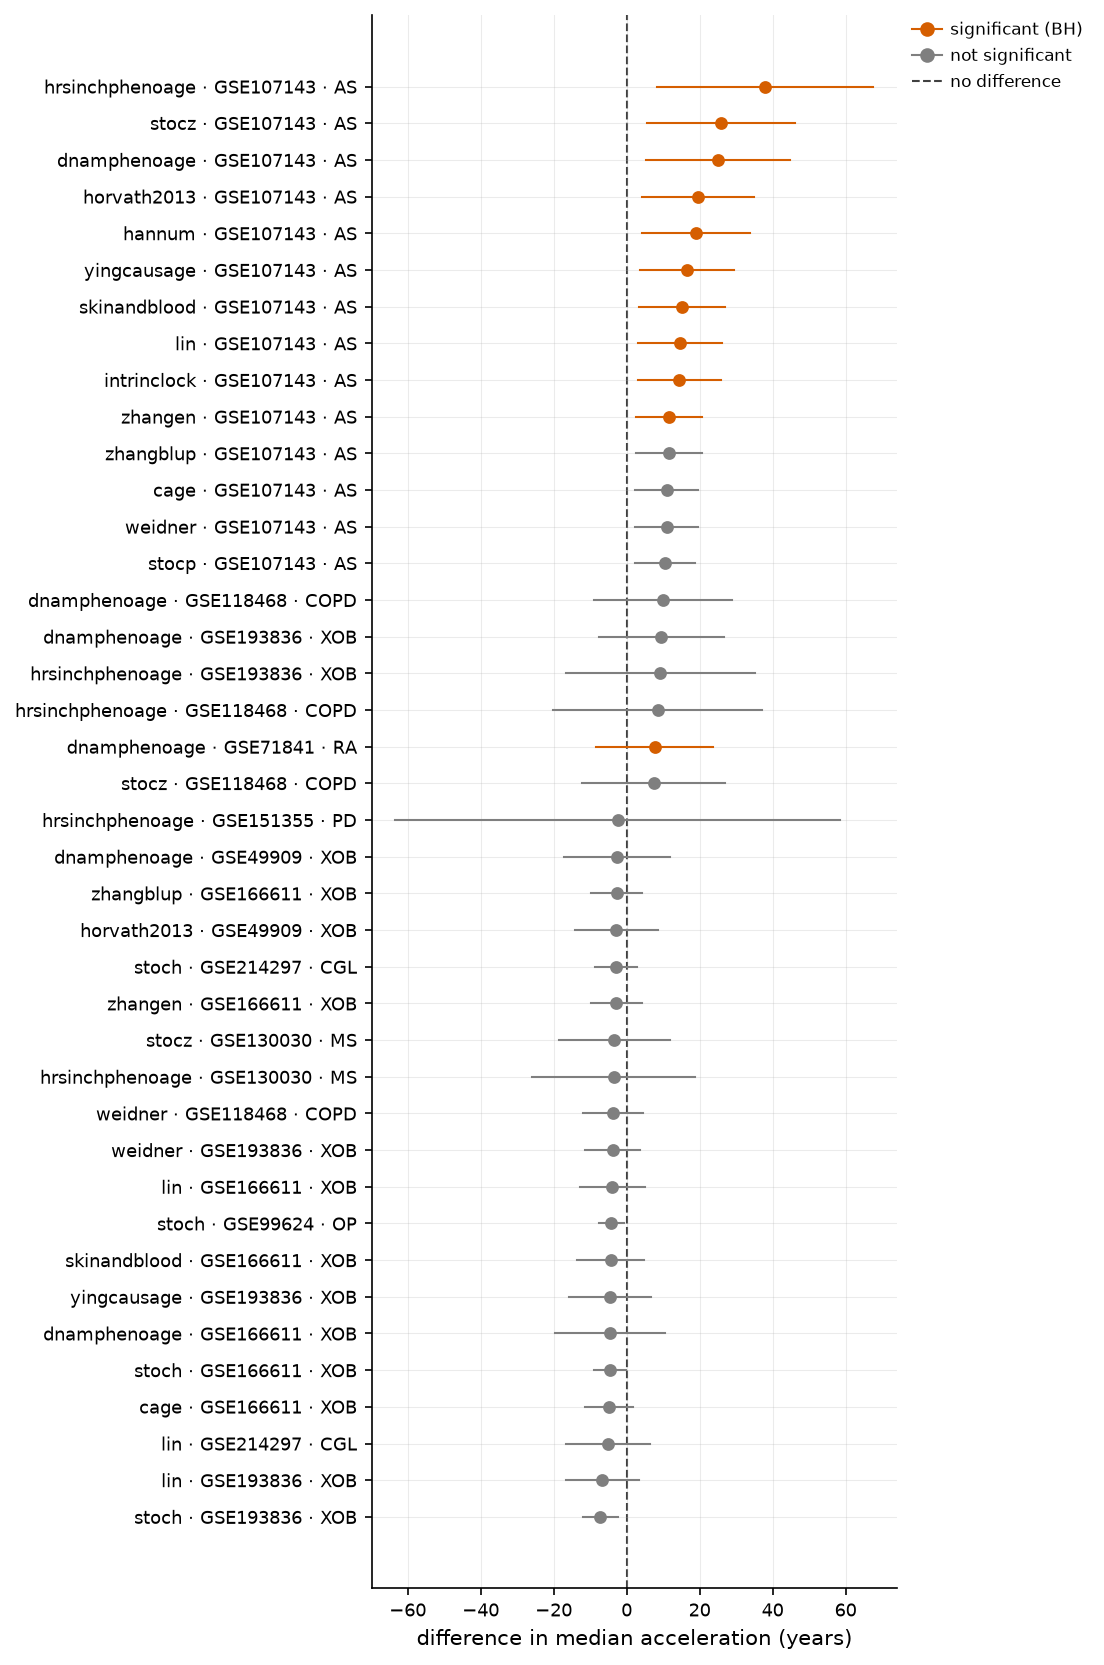 significant (BH)
not significant
no difference
hrsinchphenoage · GSE107143 · AS
stocz · GSE107143 · AS
dnamphenoage · GSE107143 · AS
horvath2013 · GSE107143 · AS
hannum · GSE107143 · AS
yingcausage · GSE107143 · AS
skinandblood · GSE107143 · AS
lin · GSE107143 · AS
intrinclock · GSE107143 · AS
zhangen · GSE107143 · AS
zhangblup · GSE107143 · AS
cage · GSE107143 · AS
weidner · GSE107143 · AS
stocp · GSE107143 · AS
dnamphenoage · GSE118468 · COPD
dnamphenoage · GSE193836 · XOB
hrsinchphenoage · GSE193836 · XOB
hrsinchphenoage · GSE118468 · COPD
dnamphenoage · GSE71841 · RA
stocz · GSE118468 · COPD
hrsinchphenoage · GSE151355 · PD
dnamphenoage · GSE49909 · XOB
zhangblup · GSE166611 · XOB
horvath2013 · GSE49909 · XOB
stoch · GSE214297 · CGL
zhangen · GSE166611 · XOB
stocz · GSE130030 · MS
hrsinchphenoage · GSE130030 · MS
weidner · GSE118468 · COPD
weidner · GSE193836 · XOB
lin · GSE166611 · XOB
stoch · GSE99624 · OP
skinandblood · GSE166611 · XOB
yingcausage · GSE193836 · XOB
dnamphenoage · GSE166611 · XOB
stoch · GSE166611 · XOB
cage · GSE166611 · XOB
lin · GSE214297 · CGL
lin · GSE193836 · XOB
stoch · GSE193836 · XOB
−60 −40 −20 0 20 40 60
difference in median acceleration (years)